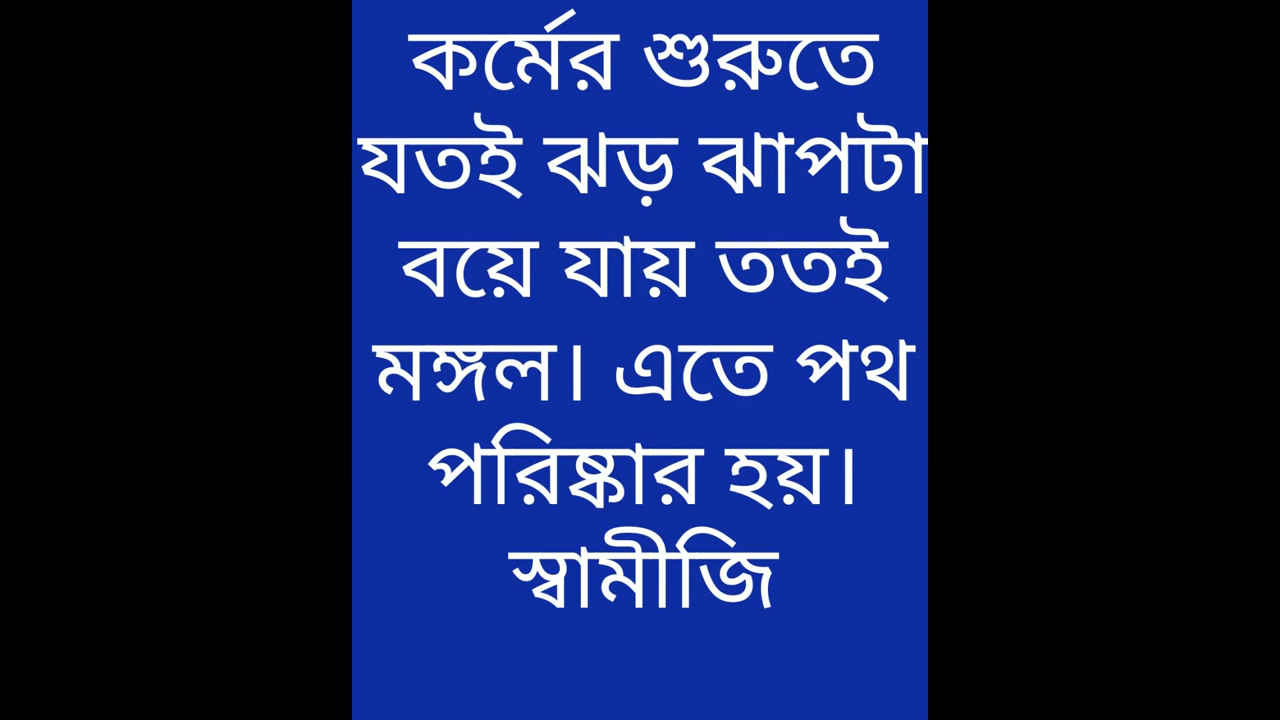 কর্মের শুরুতে
যতই ঝড় ঝাপটা
বয়ে যায় ততই
মঙ্গল। এতে পথ
পরিষ্কার হয়।
স্বামীজি